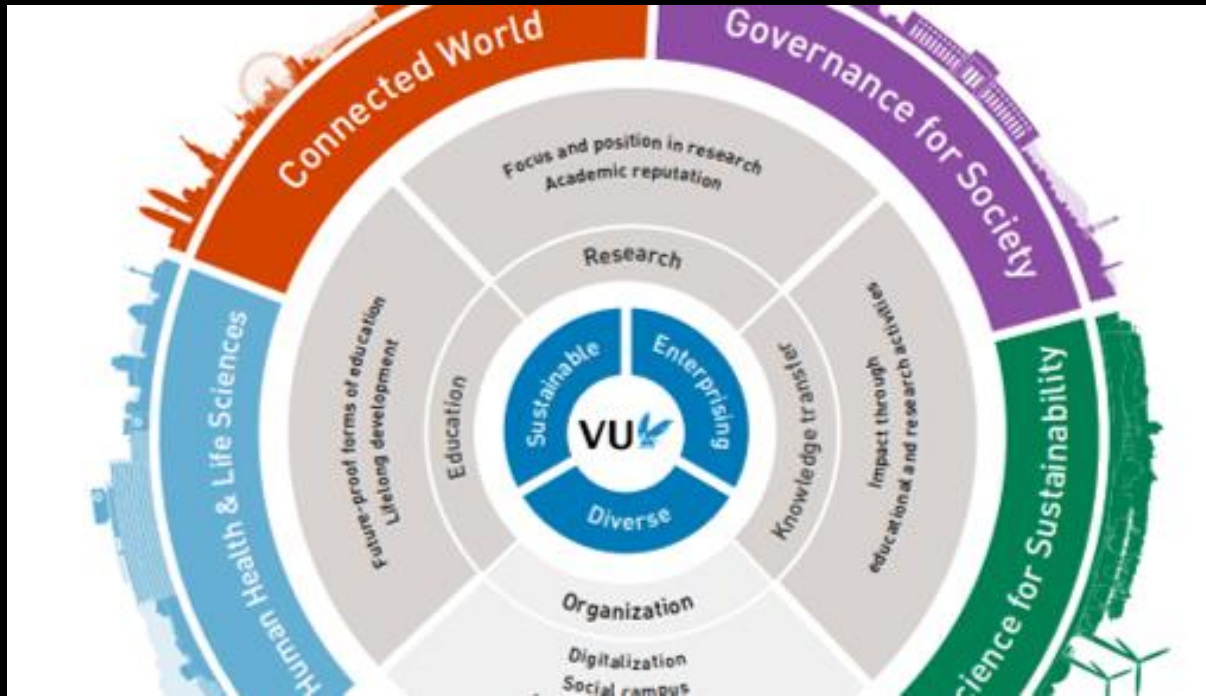 Connected World
Governance for Society
Focus and position in research
Academic reputation
Research
Human Health & Life Sciences
Future-proof forms of education
Lifelong development
Education
Sustainable
Enterprising
VU
Diverse
Knowledge transfer
Impact through
educational and research activities
cience for Sustainability
Organization
Digitalization
Social campus